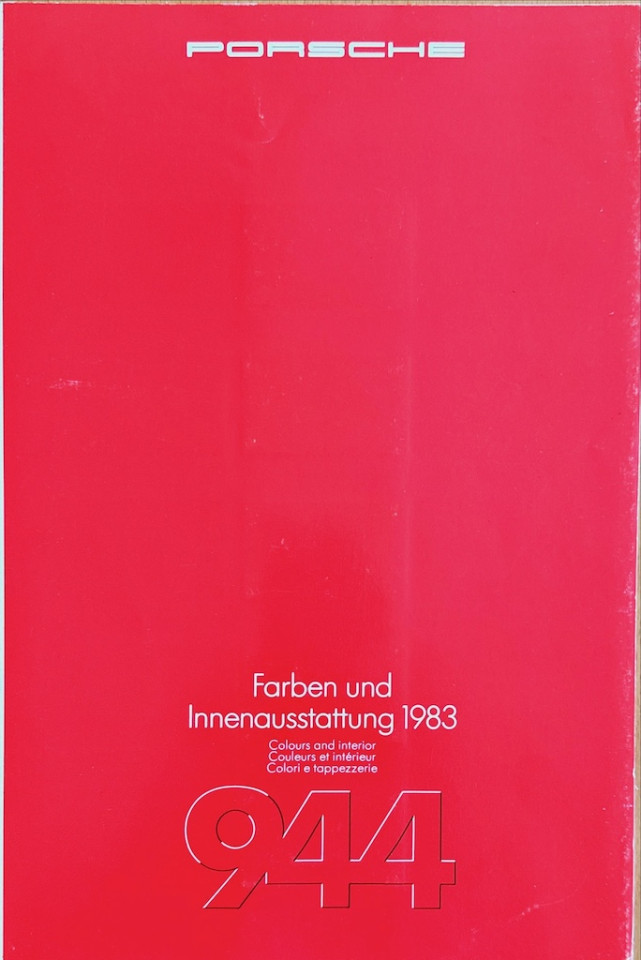 PORSCHE
Farben und
Innenausstattung 1983
Colours and interior
Couleurs et intérieur
Colori e tappezzerie
944